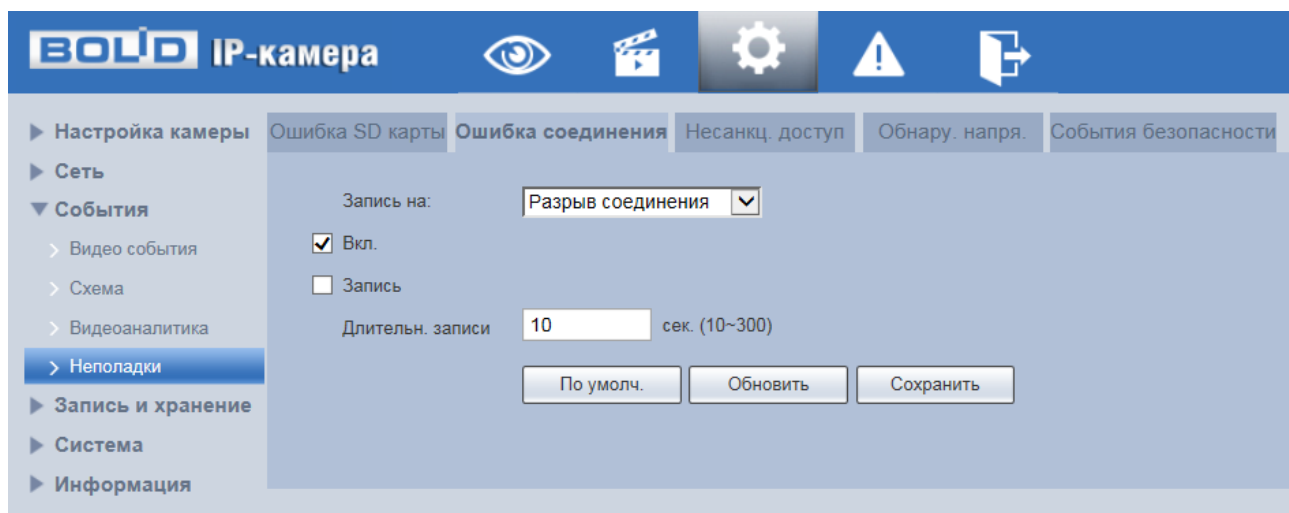 BOLID IP-камера
Настройка камеры
Сеть
События
Видео события
Схема
Видеоаналитика
Неполадки
Запись и хранение
Система
Информация
Ошибка SD карты Ошибка соединения Несанкц. доступ Обнару. напря. События безопасности
Запись на: Разрыв соединения
Вкл.
Запись
Длительн. записи 10 сек. (10~300)
По умолч. Обновить Сохранить